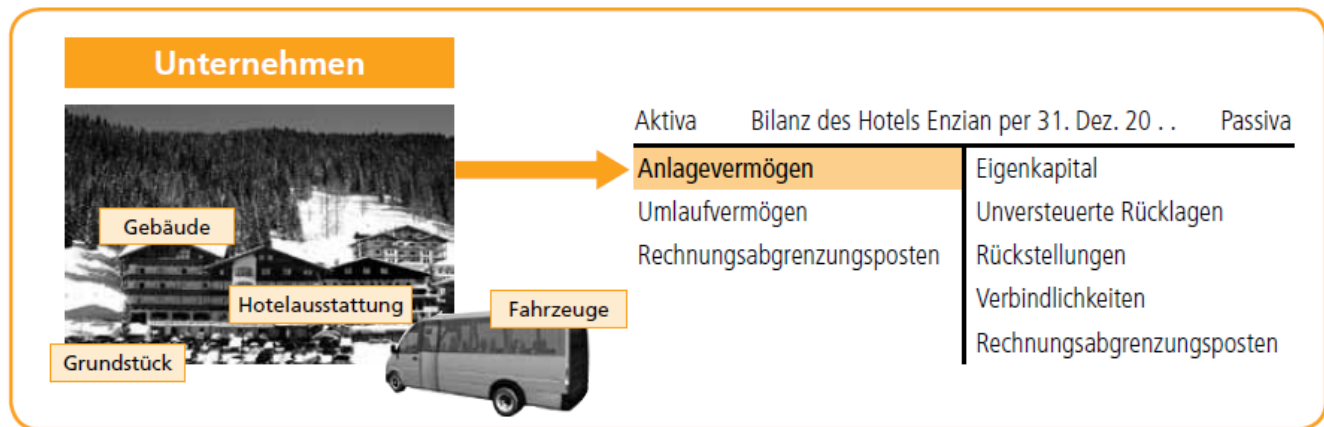 Unternehmen
Gebäude
Hotelausstattung
Fahrzeuge
Grundstück
Aktiva Bilanz des Hotels Enzian per 31. Dez. 20 . . Passiva
Anlagevermögen
Umlaufvermögen
Rechnungsabgrenzungsposten
Eigenkapital
Unversteuerte Rücklagen
Rückstellungen
Verbindlichkeiten
Rechnungsabgrenzungsposten